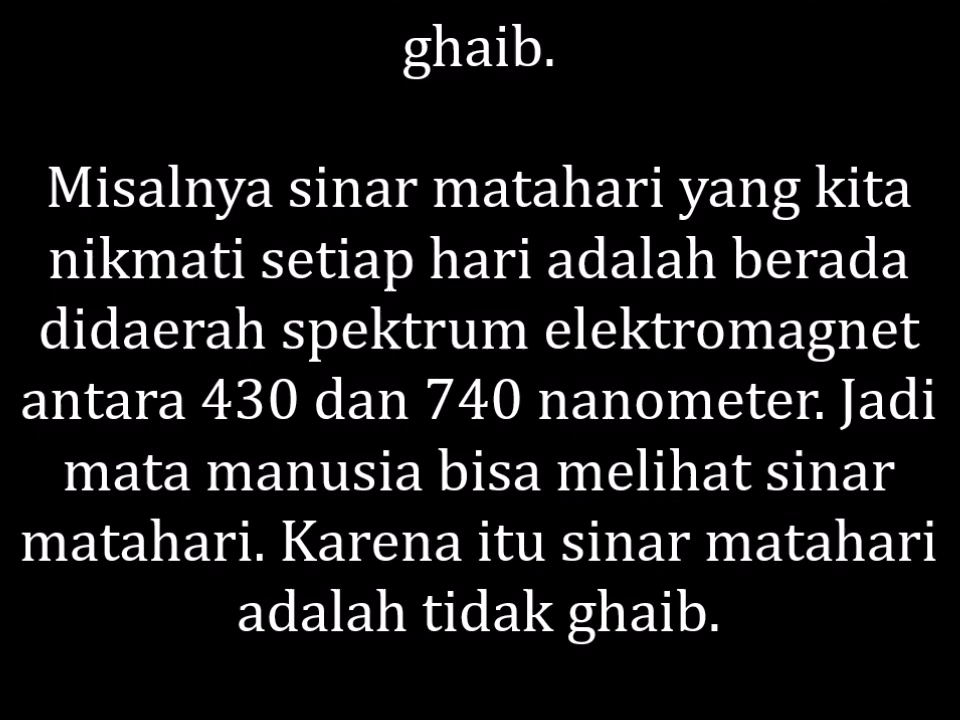 ghaib.
Misalnya sinar matahari yang kita
nikmati setiap hari adalah berada
didaerah spektrum elektromagnet
antara 430 dan 740 nanometer. Jadi
mata manusia bisa melihat sinar
matahari. Karena itu sinar matahari
adalah tidak ghaib.